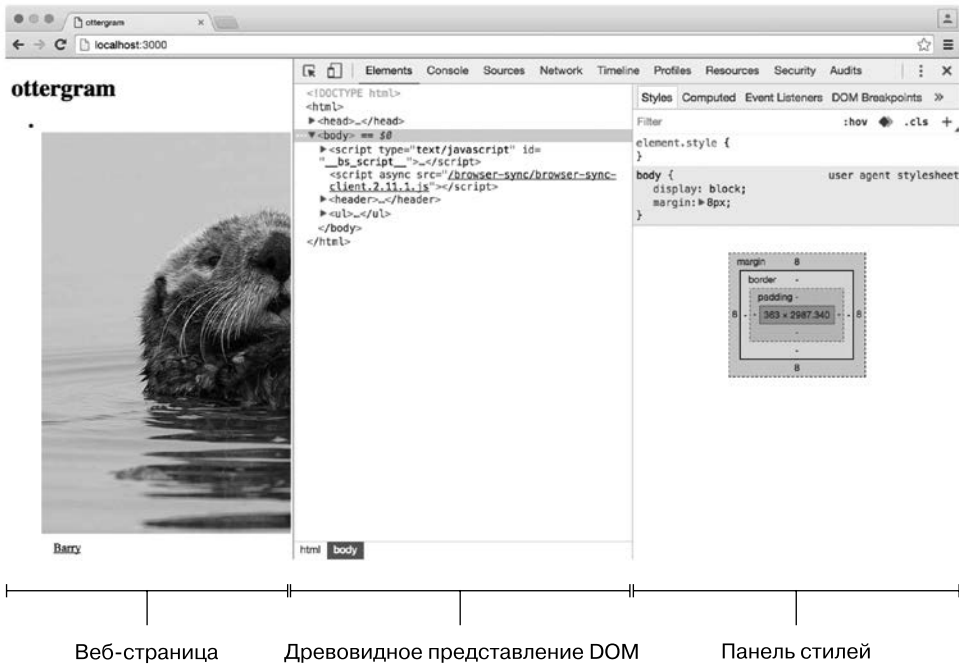 ottergram
localhost:3000
ottergram
Barry
Elements Console Sources Network Timeline Profiles Resources Security Audits
<!DOCTYPE html>
<html>
<head>…</head>
<body> == $0
<script type="text/javascript" id=
"__bs_script__">…</script>
<script async src="/browser-sync/browser-sync-
client.2.11.1.js"></script>
<header>…</header>
<ul>…</ul>
</body>
</html>
html body
Styles Computed Event Listeners DOM Breakpoints »
Filter :hov .cls +
element.style {
}
body { user agent stylesheet
display: block;
margin: 8px;
}
margin 8
border -
padding -
8 - - 363 × 2987.340 - - 8
-
-
8
Веб-страница Древовидное представление DOM Панель стилей